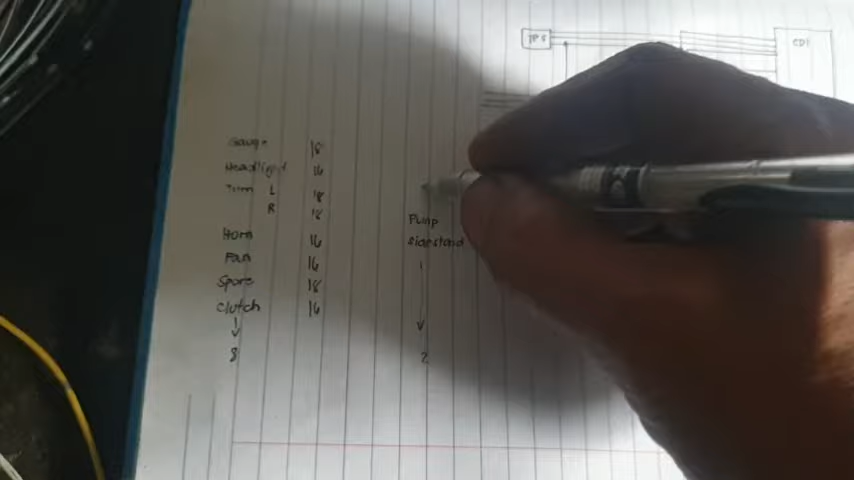 TPS
CDI
Gauge 18
Headlight 16
Turn L 18
R 18
Horn 16
Fan 16
Spare 18
Clutch 16
8
Pump
Sidestand
2